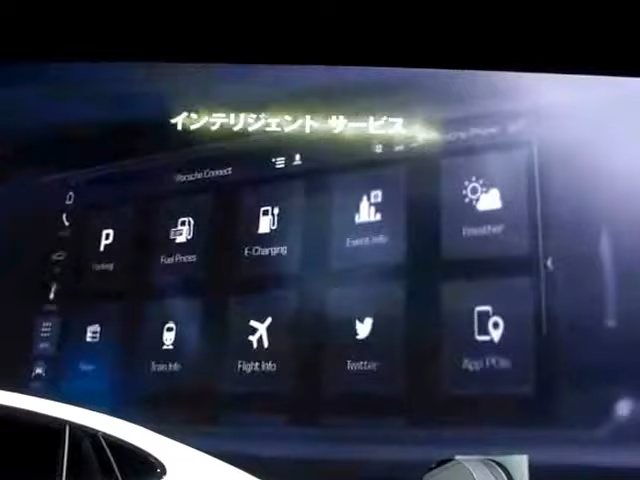 インテリジェント サービス
Porsche Connect
P
Parking
Fuel Prices
E-Charging
Event Info
Weather
Train Info
Flight Info
Twitter
App POIs